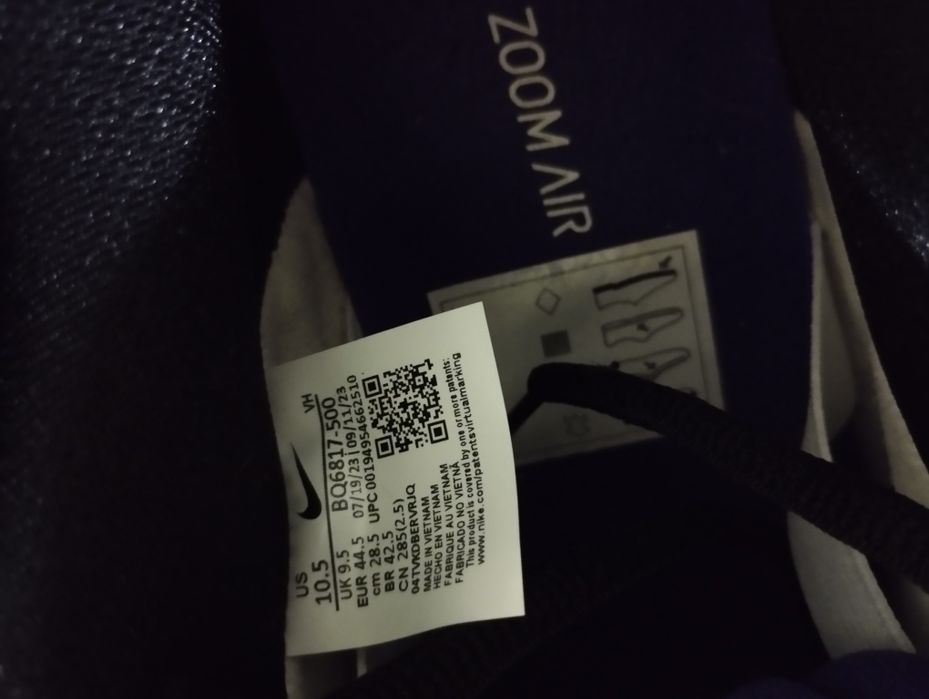 ZOOM AIR
US
10.5
VH
UK 9.5
BQ6817-500
EUR 44.5
07/19/23|09/11/23
cm 28.5
UPC 00194954662510
BR 42.5
CN 285(2.5)
04TVKDBERVRJQ
MADE IN VIETNAM
HECHO EN VIETNAM
FABRIQUE AU VIETNAM
FABRICADO NO VIETNÃ
This product is covered by one or more patents:
www.nike.com/patentsvirtualmarking